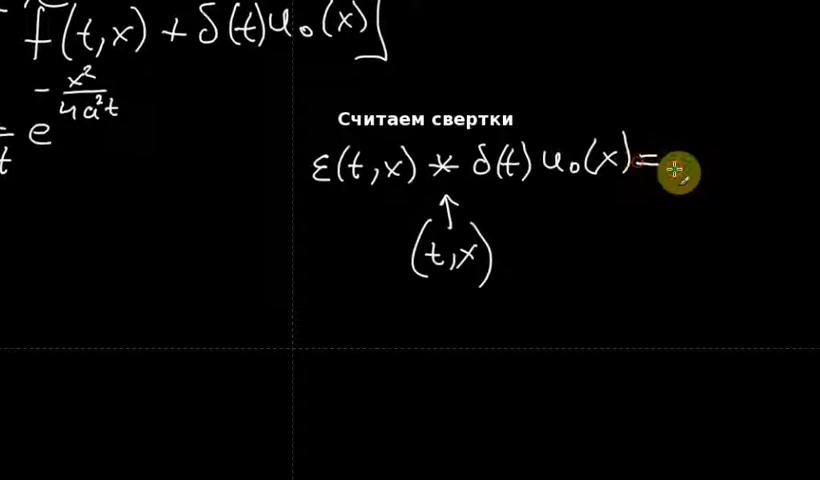 f(t,x) + δ(t)u₀(x)]
e^(-x²/4a²t)
t
Считаем свертки
ε(t,x) * δ(t) u₀(x) =
↑
(t,x)